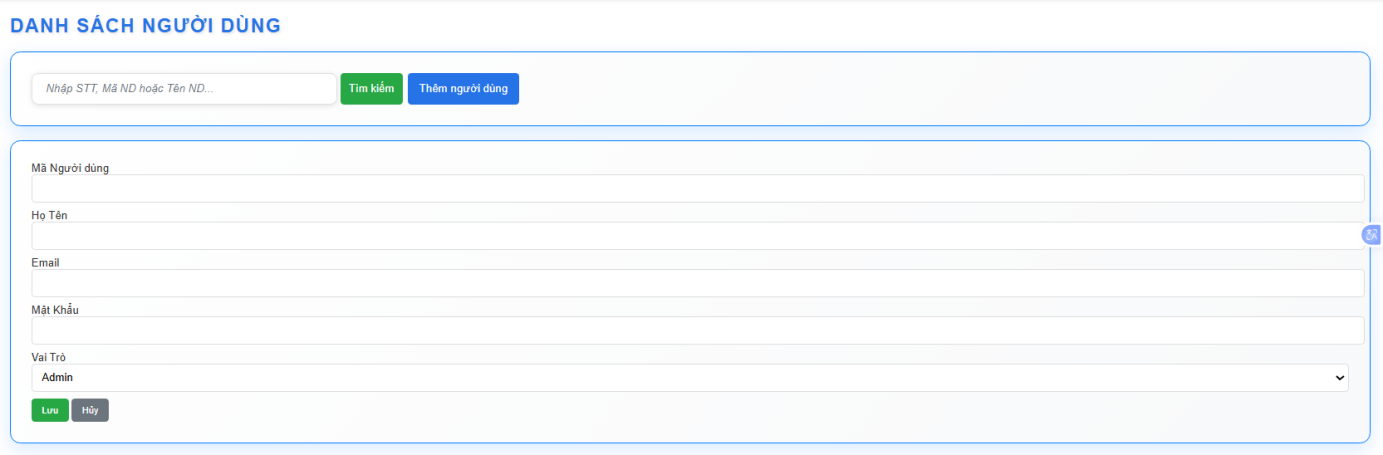 DANH SÁCH NGƯỜI DÙNG
Nhập STT, Mã ND hoặc Tên ND... Tìm kiếm Thêm người dùng
Mã Người dùng
Họ Tên
Email
Mật Khẩu
Vai Trò
Admin
Lưu Hủy